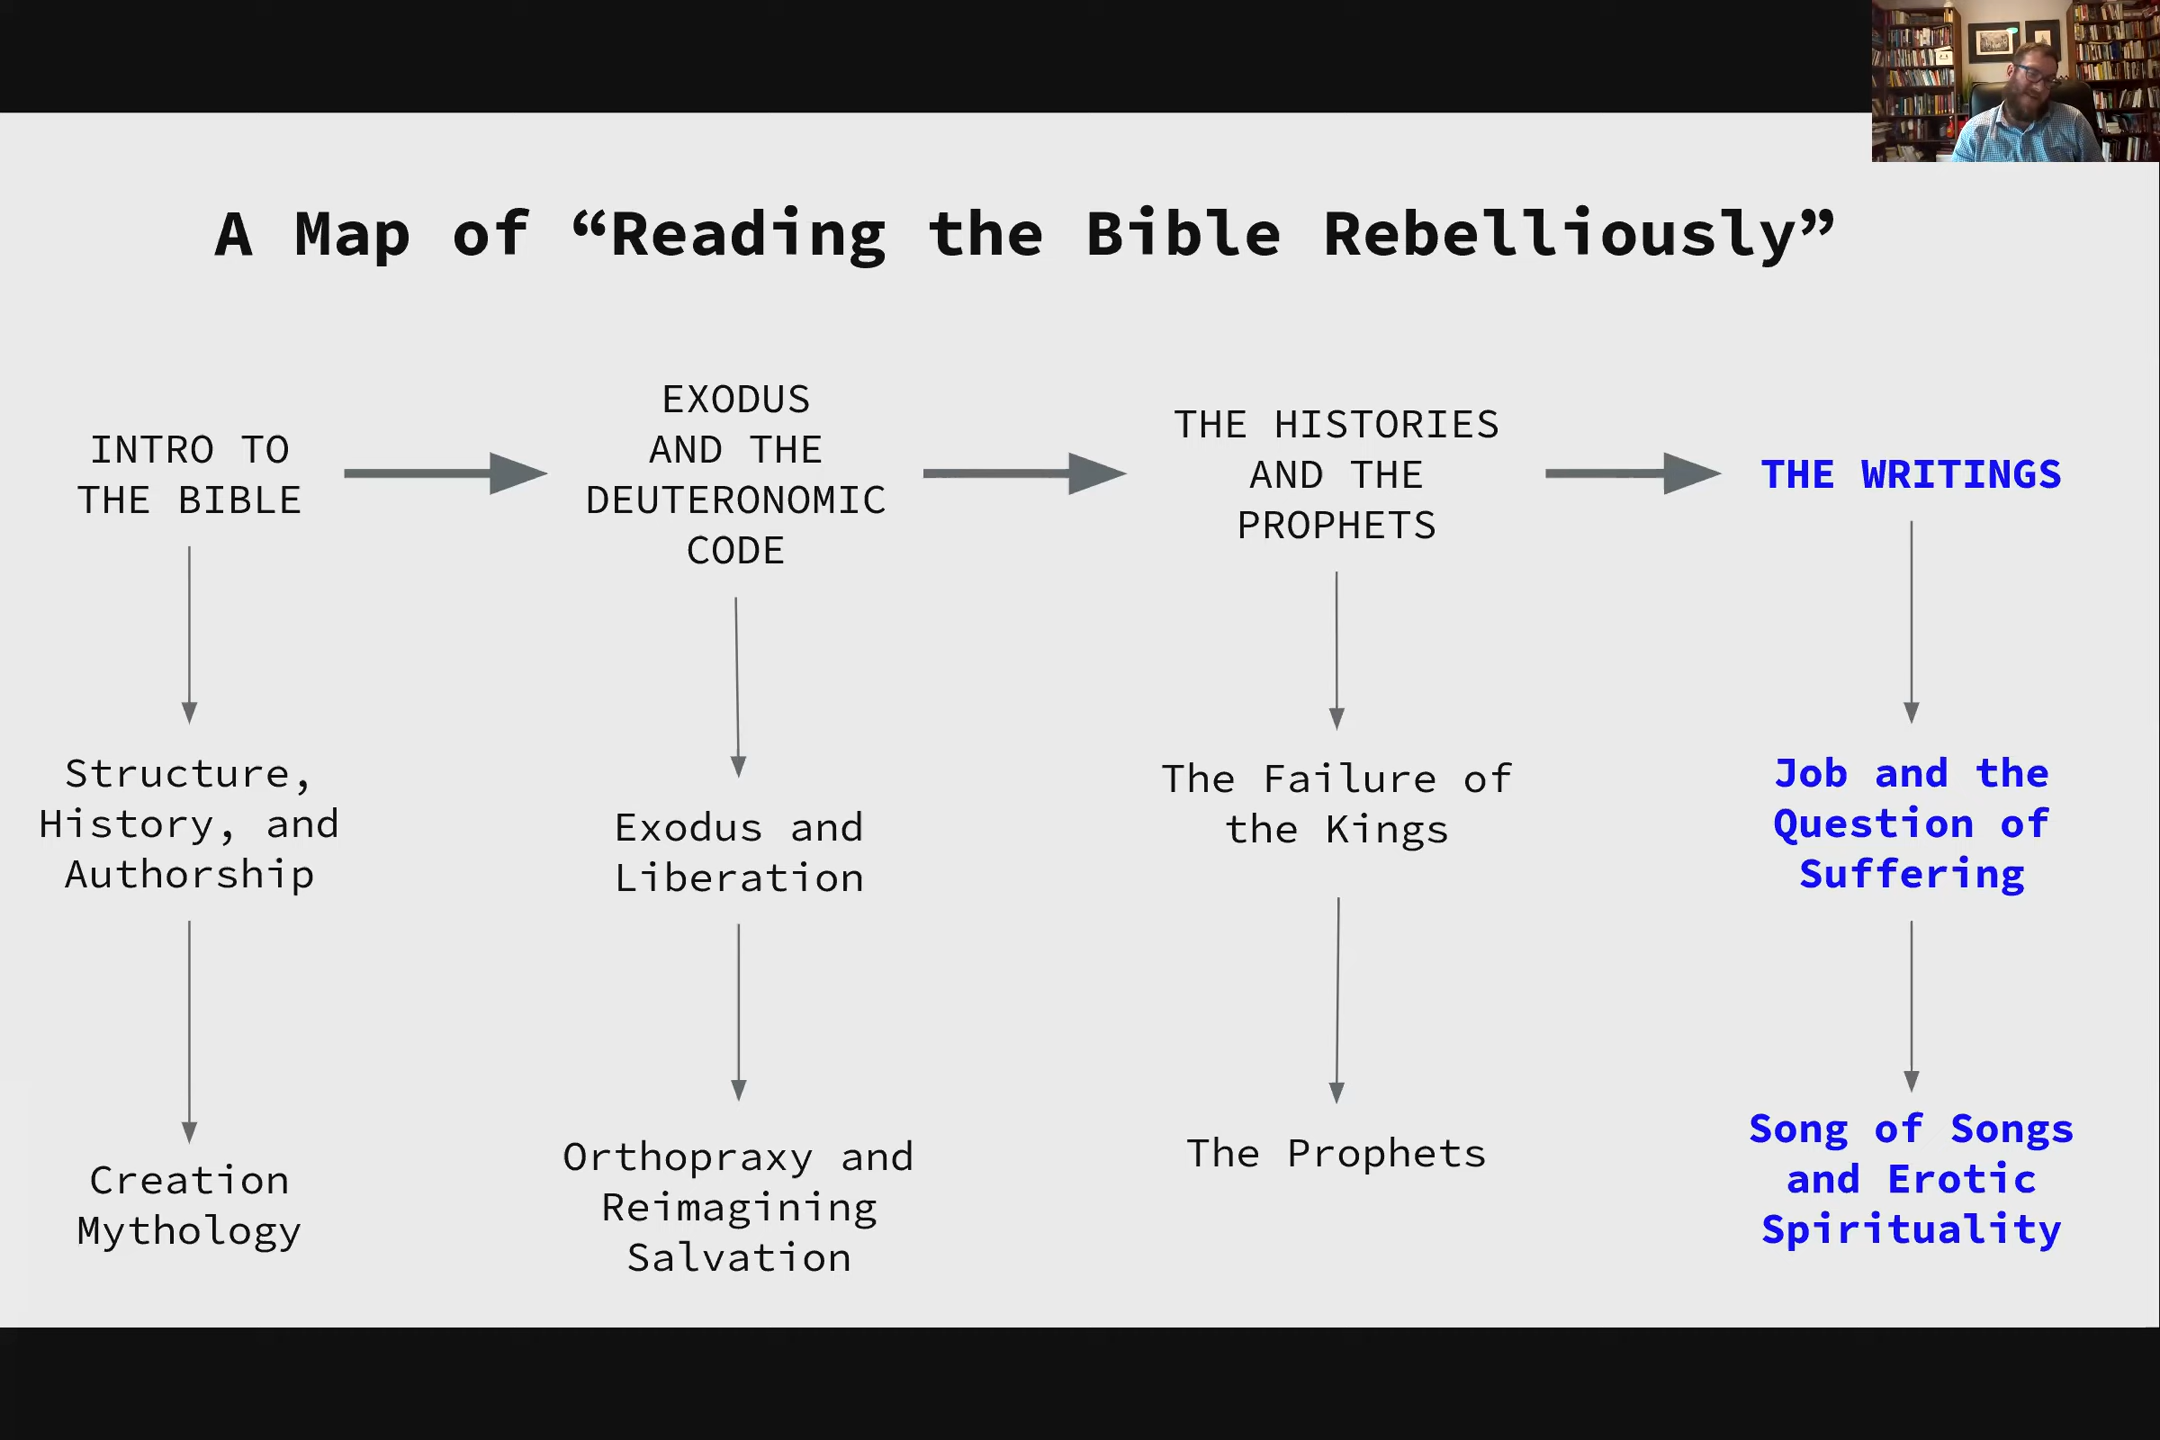 A Map of “Reading the Bible Rebelliously”
INTRO TO
THE BIBLE
Structure,
History, and
Authorship
Creation
Mythology
EXODUS
AND THE
DEUTERONOMIC
CODE
Exodus and
Liberation
Orthopraxy and
Reimagining
Salvation
THE HISTORIES
AND THE
PROPHETS
The Failure of
the Kings
The Prophets
THE WRITINGS
Job and the
Question of
Suffering
Song of Songs
and Erotic
Spirituality